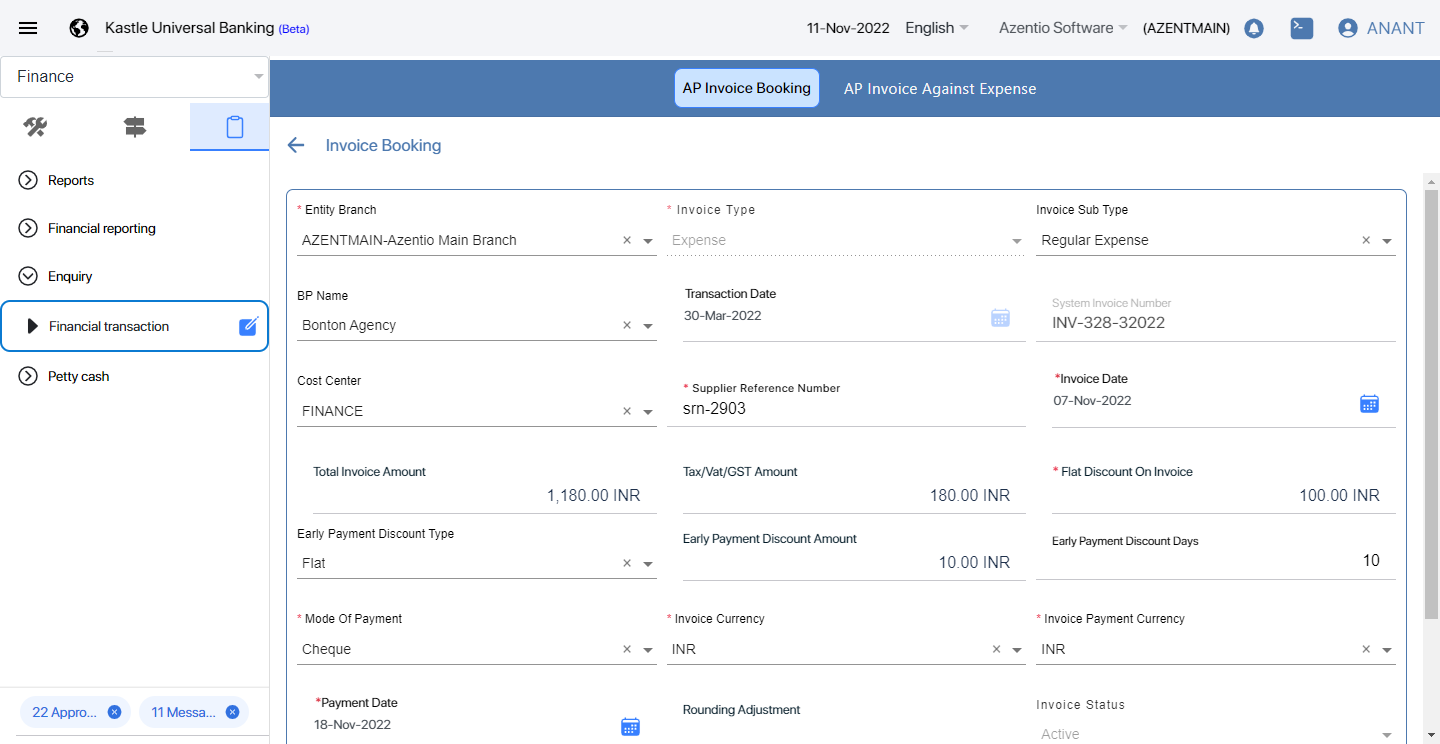 Kastle Universal Banking (Beta)
11-Nov-2022
English
Azentio Software
(AZENTMAIN)
ANANT
Finance
AP Invoice Booking
AP Invoice Against Expense
Invoice Booking
Reports
Financial reporting
Enquiry
Financial transaction
Petty cash
22 Appro...
11 Messa...
* Entity Branch
AZENTMAIN-Azentio Main Branch
* Invoice Type
Expense
Invoice Sub Type
Regular Expense
BP Name
Bonton Agency
Transaction Date
30-Mar-2022
System Invoice Number
INV-328-32022
Cost Center
FINANCE
* Supplier Reference Number
srn-2903
*Invoice Date
07-Nov-2022
Total Invoice Amount
1,180.00 INR
Tax/Vat/GST Amount
180.00 INR
* Flat Discount On Invoice
100.00 INR
Early Payment Discount Type
Flat
Early Payment Discount Amount
10.00 INR
Early Payment Discount Days
10
* Mode Of Payment
Cheque
* Invoice Currency
INR
* Invoice Payment Currency
INR
*Payment Date
18-Nov-2022
Rounding Adjustment
Invoice Status
Active